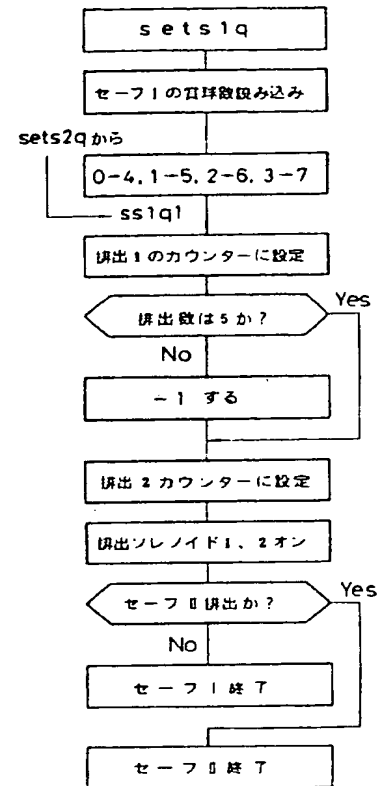 sets1q
セーフIの賞球数読み込み
sets2qから
0-4, 1-5, 2-6, 3-7
ss1q1
排出1のカウンターに設定
排出数は5か?
Yes
No
-1 する
排出2カウンターに設定
排出ソレノイド1、2オン
セーフII排出か?
Yes
No
セーフI終了
セーフII終了